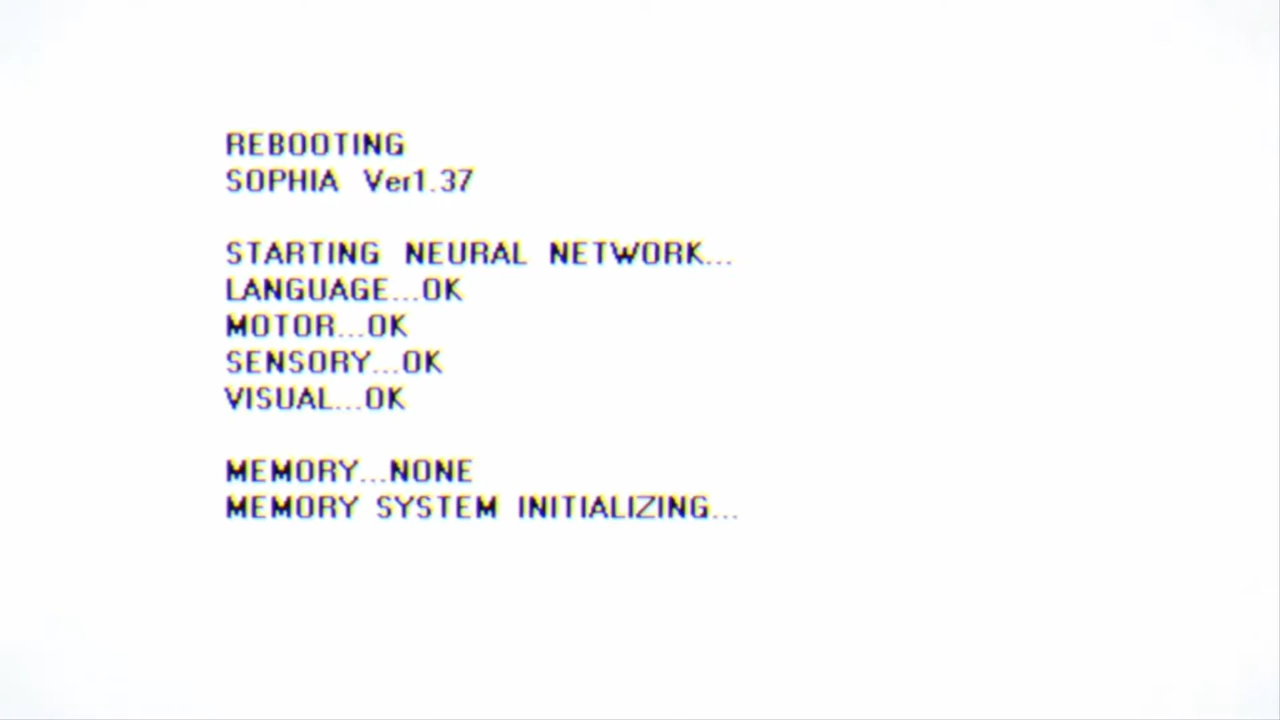 REBOOTING
SOPHIA Ver1.37
STARTING NEURAL NETWORK...
LANGUAGE...OK
MOTOR...OK
SENSORY...OK
VISUAL...OK
MEMORY...NONE
MEMORY SYSTEM INITIALIZING...